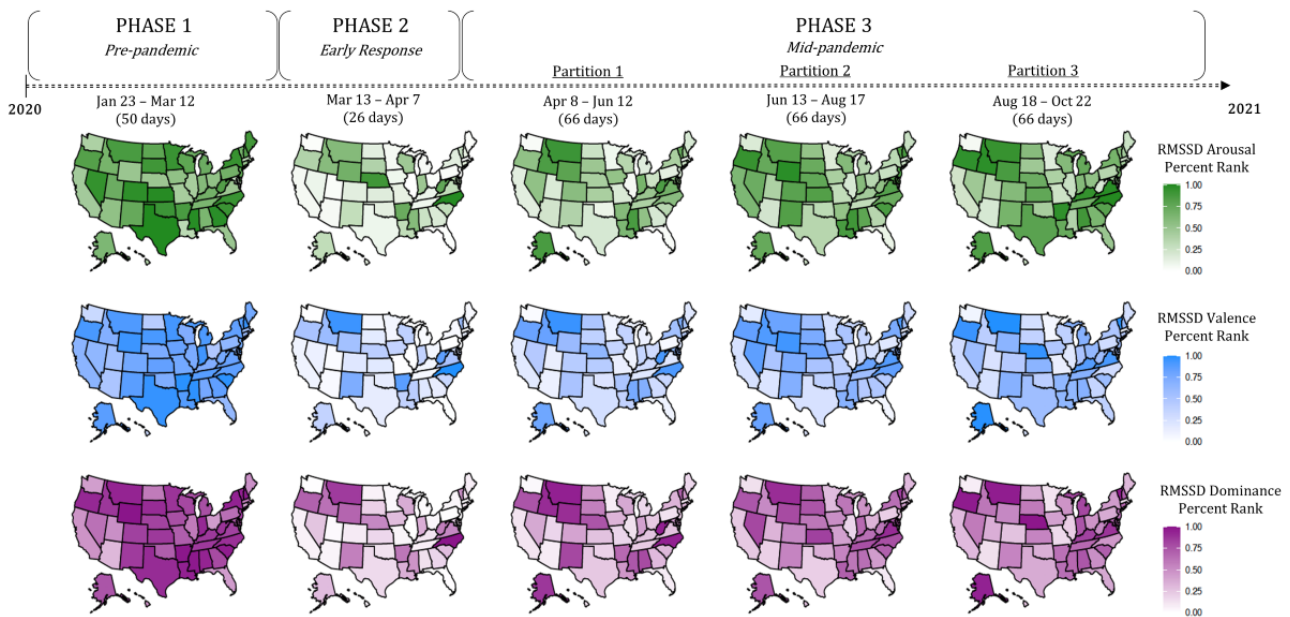 PHASE 1
Pre-pandemic
PHASE 2
Early Response
PHASE 3
Mid-pandemic
Partition 1
Partition 2
Partition 3
2020
Jan 23 – Mar 12
(50 days)
Mar 13 – Apr 7
(26 days)
Apr 8 – Jun 12
(66 days)
Jun 13 – Aug 17
(66 days)
Aug 18 – Oct 22
(66 days)
2021
RMSSD Arousal
Percent Rank
1.00
0.75
0.50
0.25
0.00
RMSSD Valence
Percent Rank
1.00
0.75
0.50
0.25
0.00
RMSSD Dominance
Percent Rank
1.00
0.75
0.50
0.25
0.00